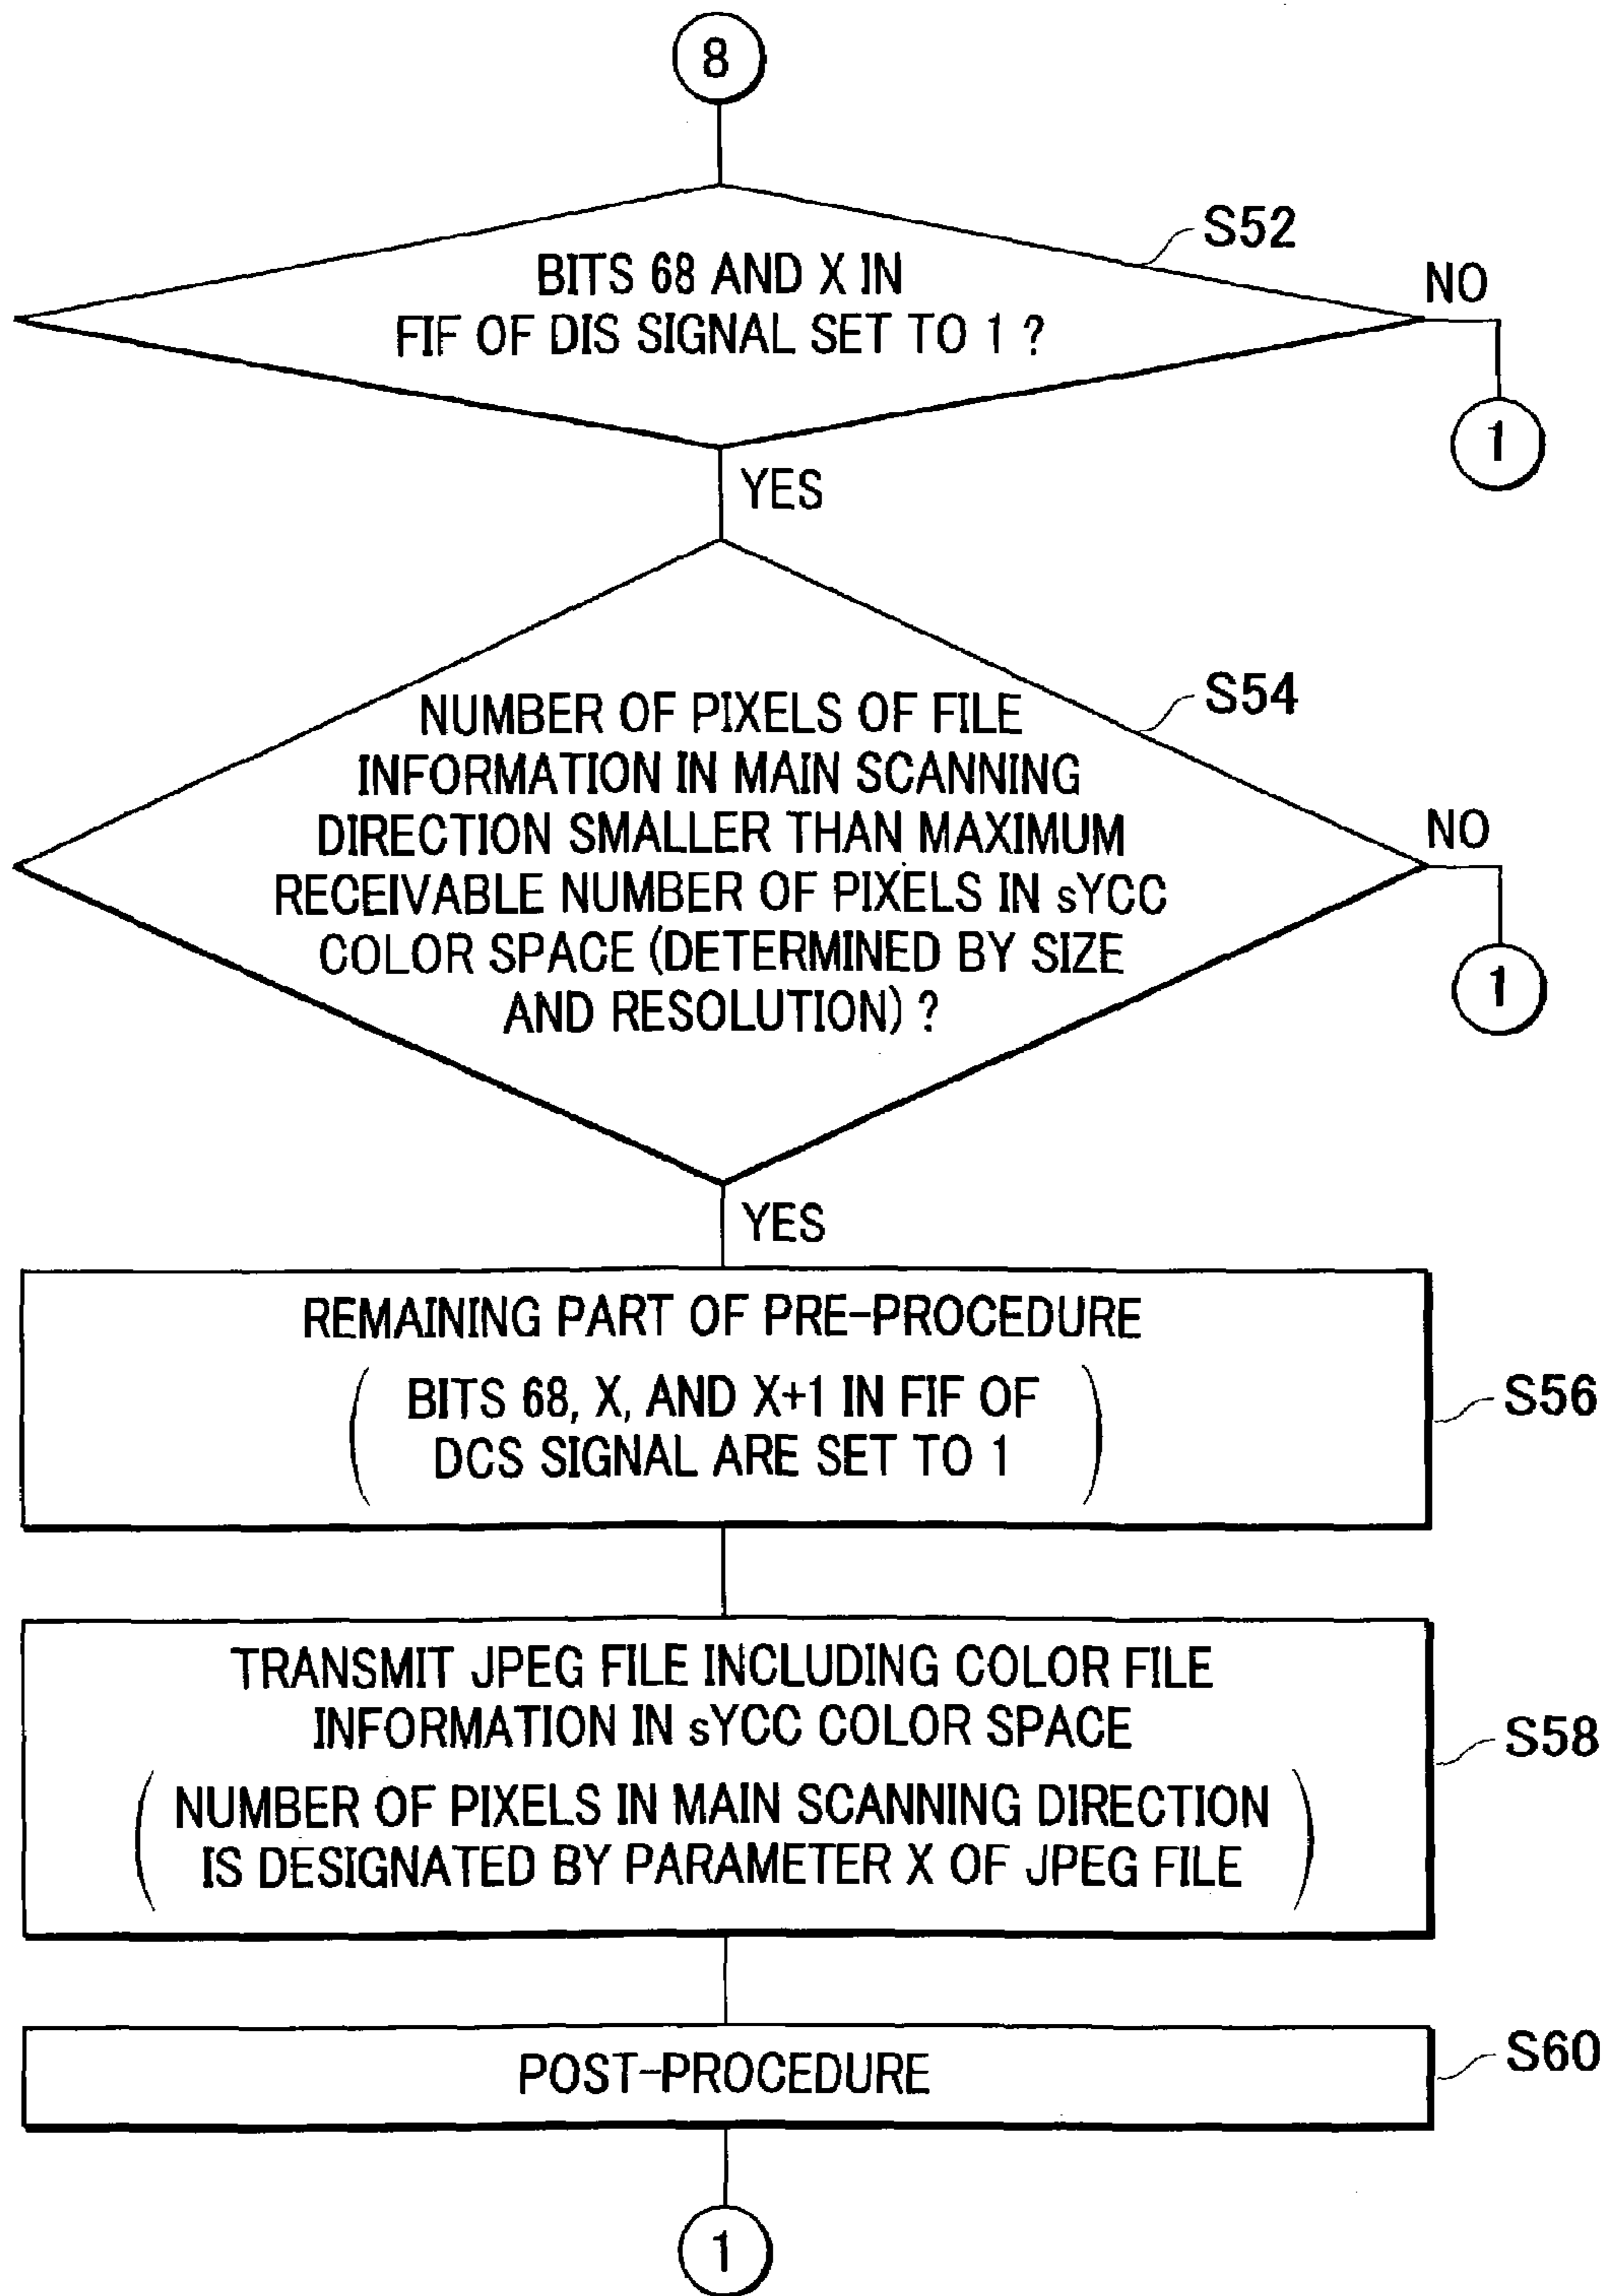 8
S52
BITS 68 AND X IN
FIF OF DIS SIGNAL SET TO 1 ?
NO
1
YES
S54
NUMBER OF PIXELS OF FILE
INFORMATION IN MAIN SCANNING
DIRECTION SMALLER THAN MAXIMUM
RECEIVABLE NUMBER OF PIXELS IN sYCC
COLOR SPACE (DETERMINED BY SIZE
AND RESOLUTION) ?
NO
1
YES
REMAINING PART OF PRE-PROCEDURE
( BITS 68, X, AND X+1 IN FIF OF
DCS SIGNAL ARE SET TO 1 )
S56
TRANSMIT JPEG FILE INCLUDING COLOR FILE
INFORMATION IN sYCC COLOR SPACE
( NUMBER OF PIXELS IN MAIN SCANNING DIRECTION
IS DESIGNATED BY PARAMETER X OF JPEG FILE )
S58
POST-PROCEDURE
S60
1